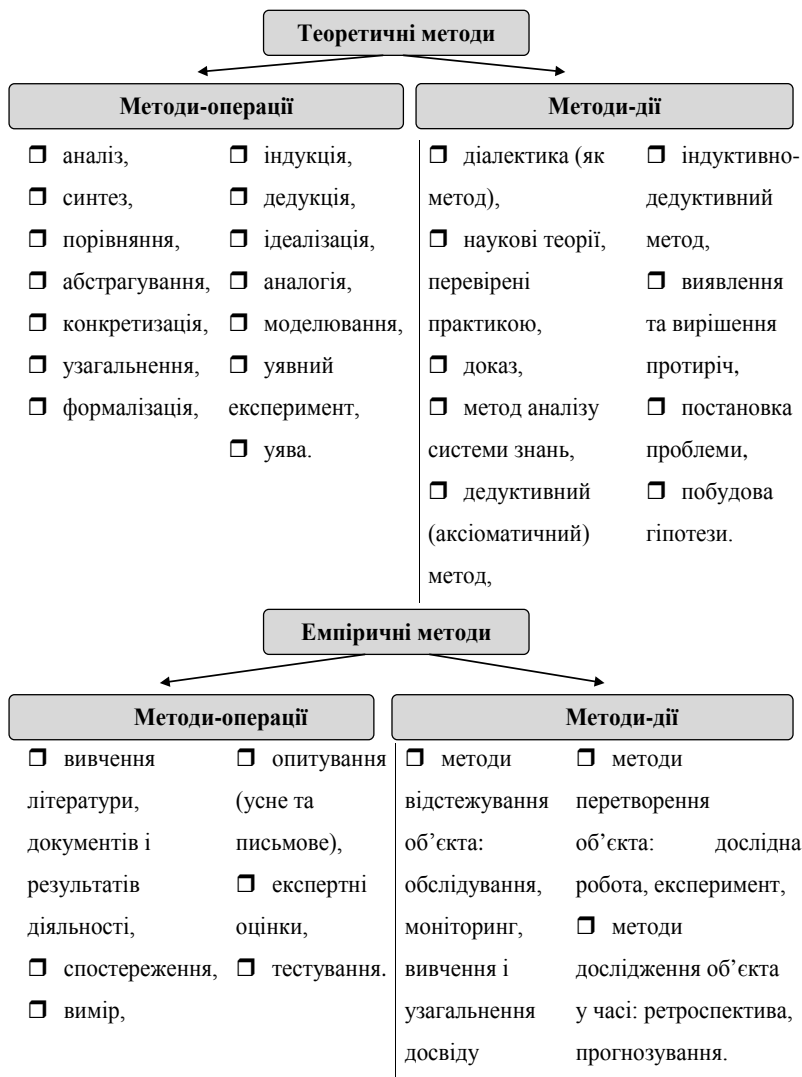 Теоретичні методи
Методи-операції
❒ аналіз,
❒ синтез,
❒ порівняння,
❒ абстрагування,
❒ конкретизація,
❒ узагальнення,
❒ формалізація,
❒ індукція,
❒ дедукція,
❒ ідеалізація,
❒ аналогія,
❒ моделювання,
❒ уявний
експеримент,
❒ уява.
Методи-дії
❒ діалектика (як
метод),
❒ наукові теорії,
перевірені
практикою,
❒ доказ,
❒ метод аналізу
системи знань,
❒ дедуктивний
(аксіоматичний)
метод,
❒ індуктивно-
дедуктивний
метод,
❒ виявлення
та вирішення
протиріч,
❒ постановка
проблеми,
❒ побудова
гіпотези.
Емпіричні методи
Методи-операції
❒ вивчення
літератури,
документів і
результатів
діяльності,
❒ спостереження,
❒ вимір,
❒ опитування
(усне та
письмове),
❒ експертні
оцінки,
❒ тестування.
Методи-дії
❒ методи
відстежування
об’єкта:
обслідування,
моніторинг,
вивчення і
узагальнення
досвіду
❒ методи
перетворення
об’єкта: дослідна
робота, експеримент,
❒ методи
дослідження об’єкта
у часі: ретроспектива,
прогнозування.